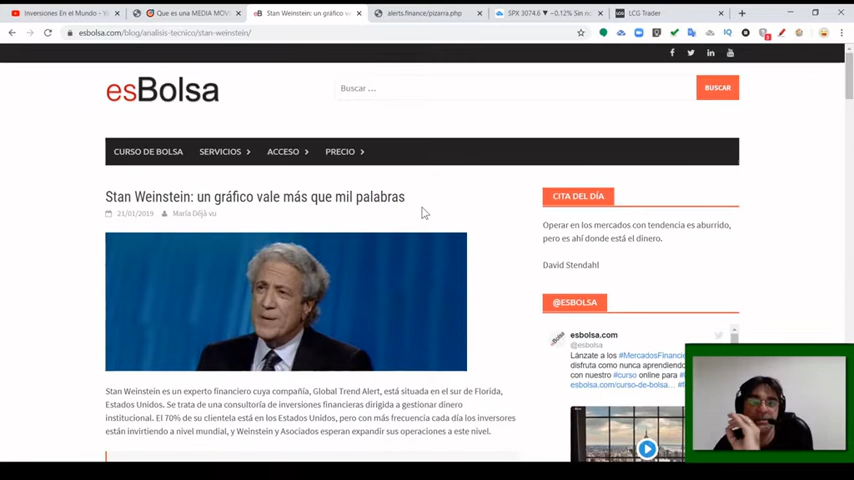 Inversiones En el Mundo - Yo
Que es una MEDIA MOV
Stan Weinstein: un gráfico va
alerts.finance/pizarra.php
SPX 3074.6 ▼ −0.12% Sin n
LCG Trader
esbolsa.com/blog/analisis-tecnico/stan-weinstein/
esBolsa
Buscar …
BUSCAR
CURSO DE BOLSA
SERVICIOS
ACCESO
PRECIO
Stan Weinstein: un gráfico vale más que mil palabras
21/01/2019
María Déjà vu
Stan Weinstein es un experto financiero cuya compañía, Global Trend Alert, está situada en el sur de Florida,
Estados Unidos. Se trata de una consultoría de inversiones financieras dirigida a gestionar dinero
institucional. El 70% de su clientela está en los Estados Unidos, pero con más frecuencia cada día los inversores
están invirtiendo a nivel mundial, y Weinstein y Asociados esperan expandir sus operaciones a este nivel.
CITA DEL DÍA
Operar en los mercados con tendencia es aburrido,
pero es ahí donde está el dinero.
David Stendahl
@ESBOLSA
esbolsa.com
@esbolsa
Lánzate a los #MercadosFinancie
disfruta como nunca aprendiendo
con nuestro #curso online para
esbolsa.com/curso-de-bolsa...